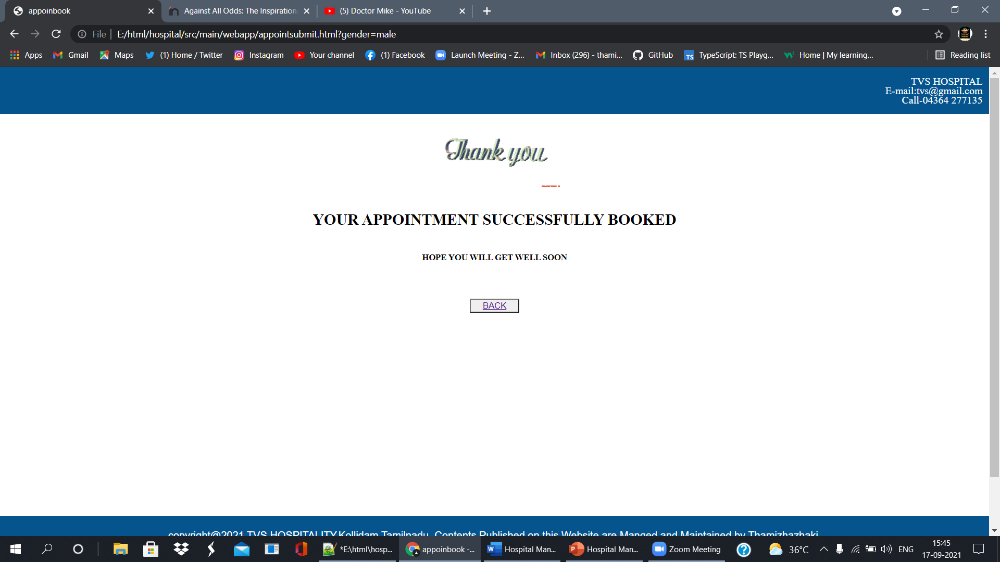 appoinbook
Against All Odds: The Inspiration
(5) Doctor Mike - YouTube
File
E:/html/hospital/src/main/webapp/appointsubmit.html?gender=male
Apps
Gmail
Maps
(1) Home / Twitter
Instagram
Your channel
(1) Facebook
Launch Meeting - Z...
Inbox (296) - thami...
GitHub
TypeScript: TS Playg...
Home | My learning...
Reading list
TVS HOSPITAL
E-mail:tvs@gmail.com
Call-04364 277135
Thank you
YOUR APPOINTMENT SUCCESSFULLY BOOKED
HOPE YOU WILL GET WELL SOON
BACK
copyright@2021 TVS HOSPITALITY,Kollidam,Tamilnadu. Contents Published on this Website are Manged and Maintained by Thamizhazhaki
*E\html\hosp...
appoinbook -...
Hospital Man...
Hospital Man...
Zoom Meeting
36°C
ENG
15:45
17-09-2021